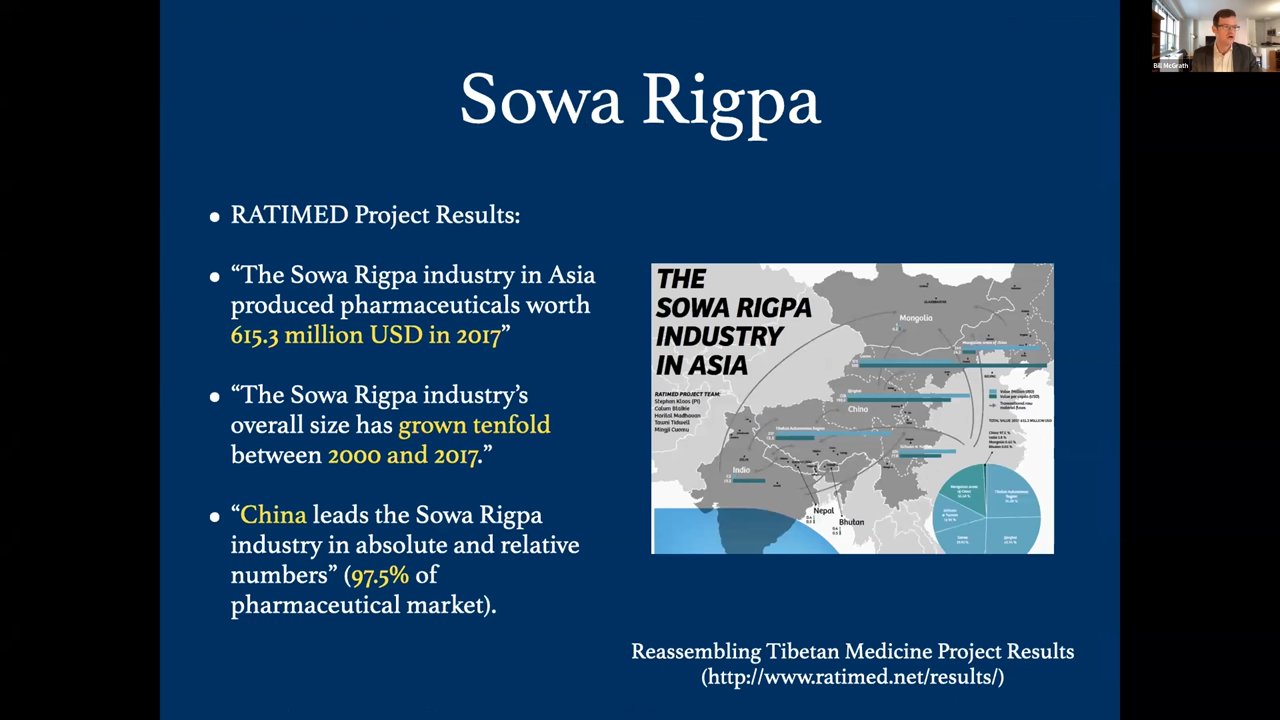 Sowa Rigpa
• RATIMED Project Results:
• “The Sowa Rigpa industry in Asia
produced pharmaceuticals worth
615.3 million USD in 2017”
• “The Sowa Rigpa industry’s
overall size has grown tenfold
between 2000 and 2017.”
• “China leads the Sowa Rigpa
industry in absolute and relative
numbers” (97.5% of
pharmaceutical market).
THE
SOWA RIGPA
INDUSTRY
IN ASIA
RATIMED PROJECT TEAM:
Stephan Kloos (PI)
Calum Blaikie
Harilal Madhavan
Tawni Tidwell
Mingji Cuomu
Mongolia
China
India
Nepal
Bhutan
Reassembling Tibetan Medicine Project Results
(http://www.ratimed.net/results/)
Bill McGrath